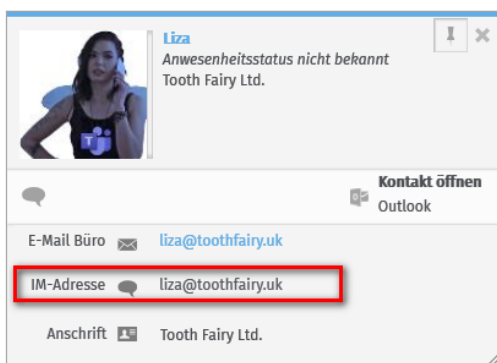 Liza
Anwesenheitsstatus nicht bekannt
Tooth Fairy Ltd.
Kontakt öffnen
Outlook
E-Mail Büro liza@toothfairy.uk
IM-Adresse liza@toothfairy.uk
Anschrift Tooth Fairy Ltd.